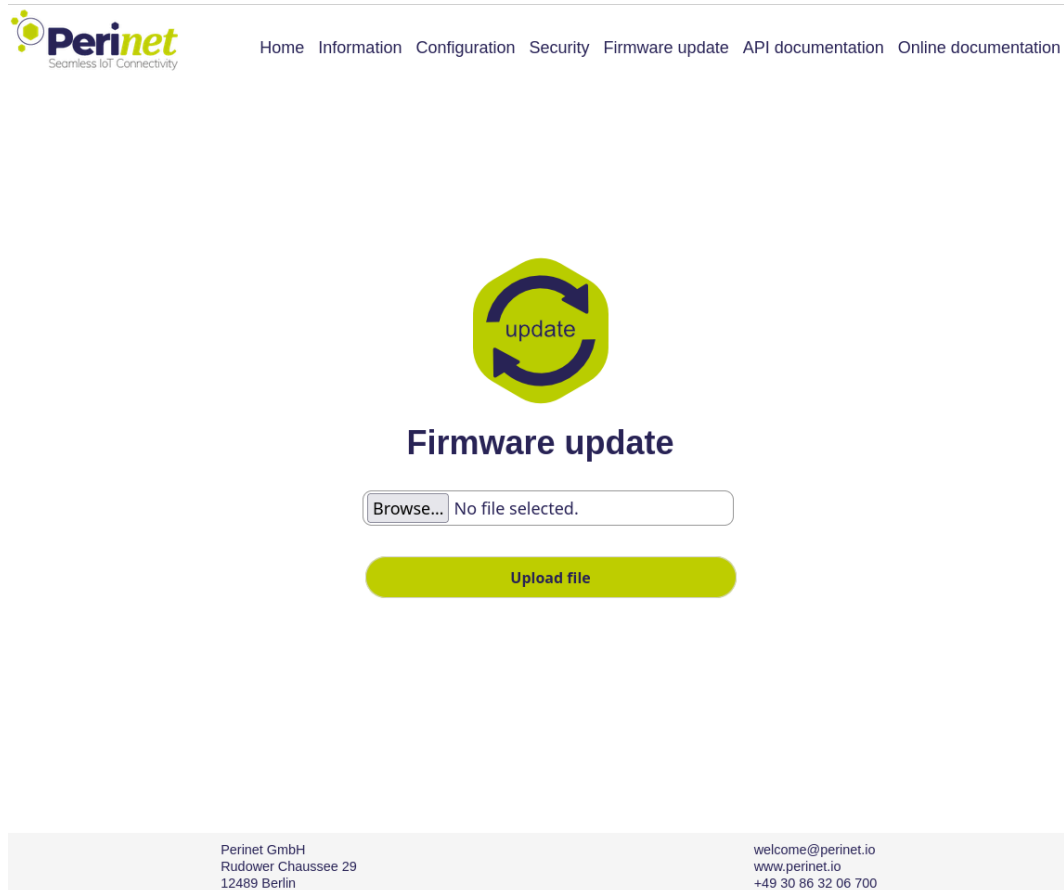 Perinet
Seamless IoT Connectivity
Home Information Configuration Security Firmware update API documentation Online documentation
update
Firmware update
Browse... No file selected.
Upload file
Perinet GmbH
Rudower Chaussee 29
12489 Berlin
welcome@perinet.io
www.perinet.io
+49 30 86 32 06 700